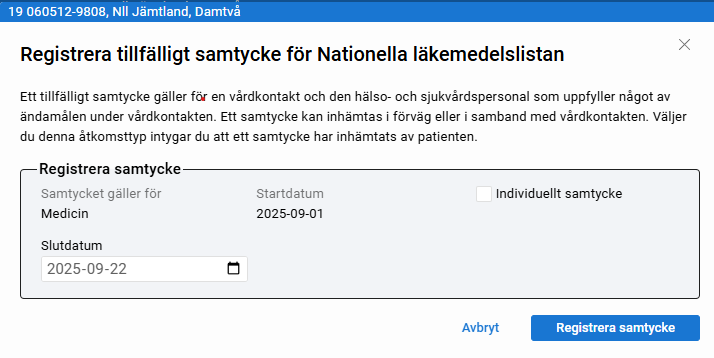 19 060512-9808, Nll Jämtland, Damtvå
Registrera tillfälligt samtycke för Nationella läkemedelslistan
Ett tillfälligt samtycke gäller för en vårdkontakt och den hälso- och sjukvårdspersonal som uppfyller något av
ändamålen under vårdkontakten. Ett samtycke kan inhämtas i förväg eller i samband med vårdkontakten. Väljer
du denna åtkomsttyp intygar du att ett samtycke har inhämtats av patienten.
Registrera samtycke
Samtycket gäller för
Medicin
Startdatum
2025-09-01
Individuellt samtycke
Slutdatum
2025-09-22
Avbryt
Registrera samtycke